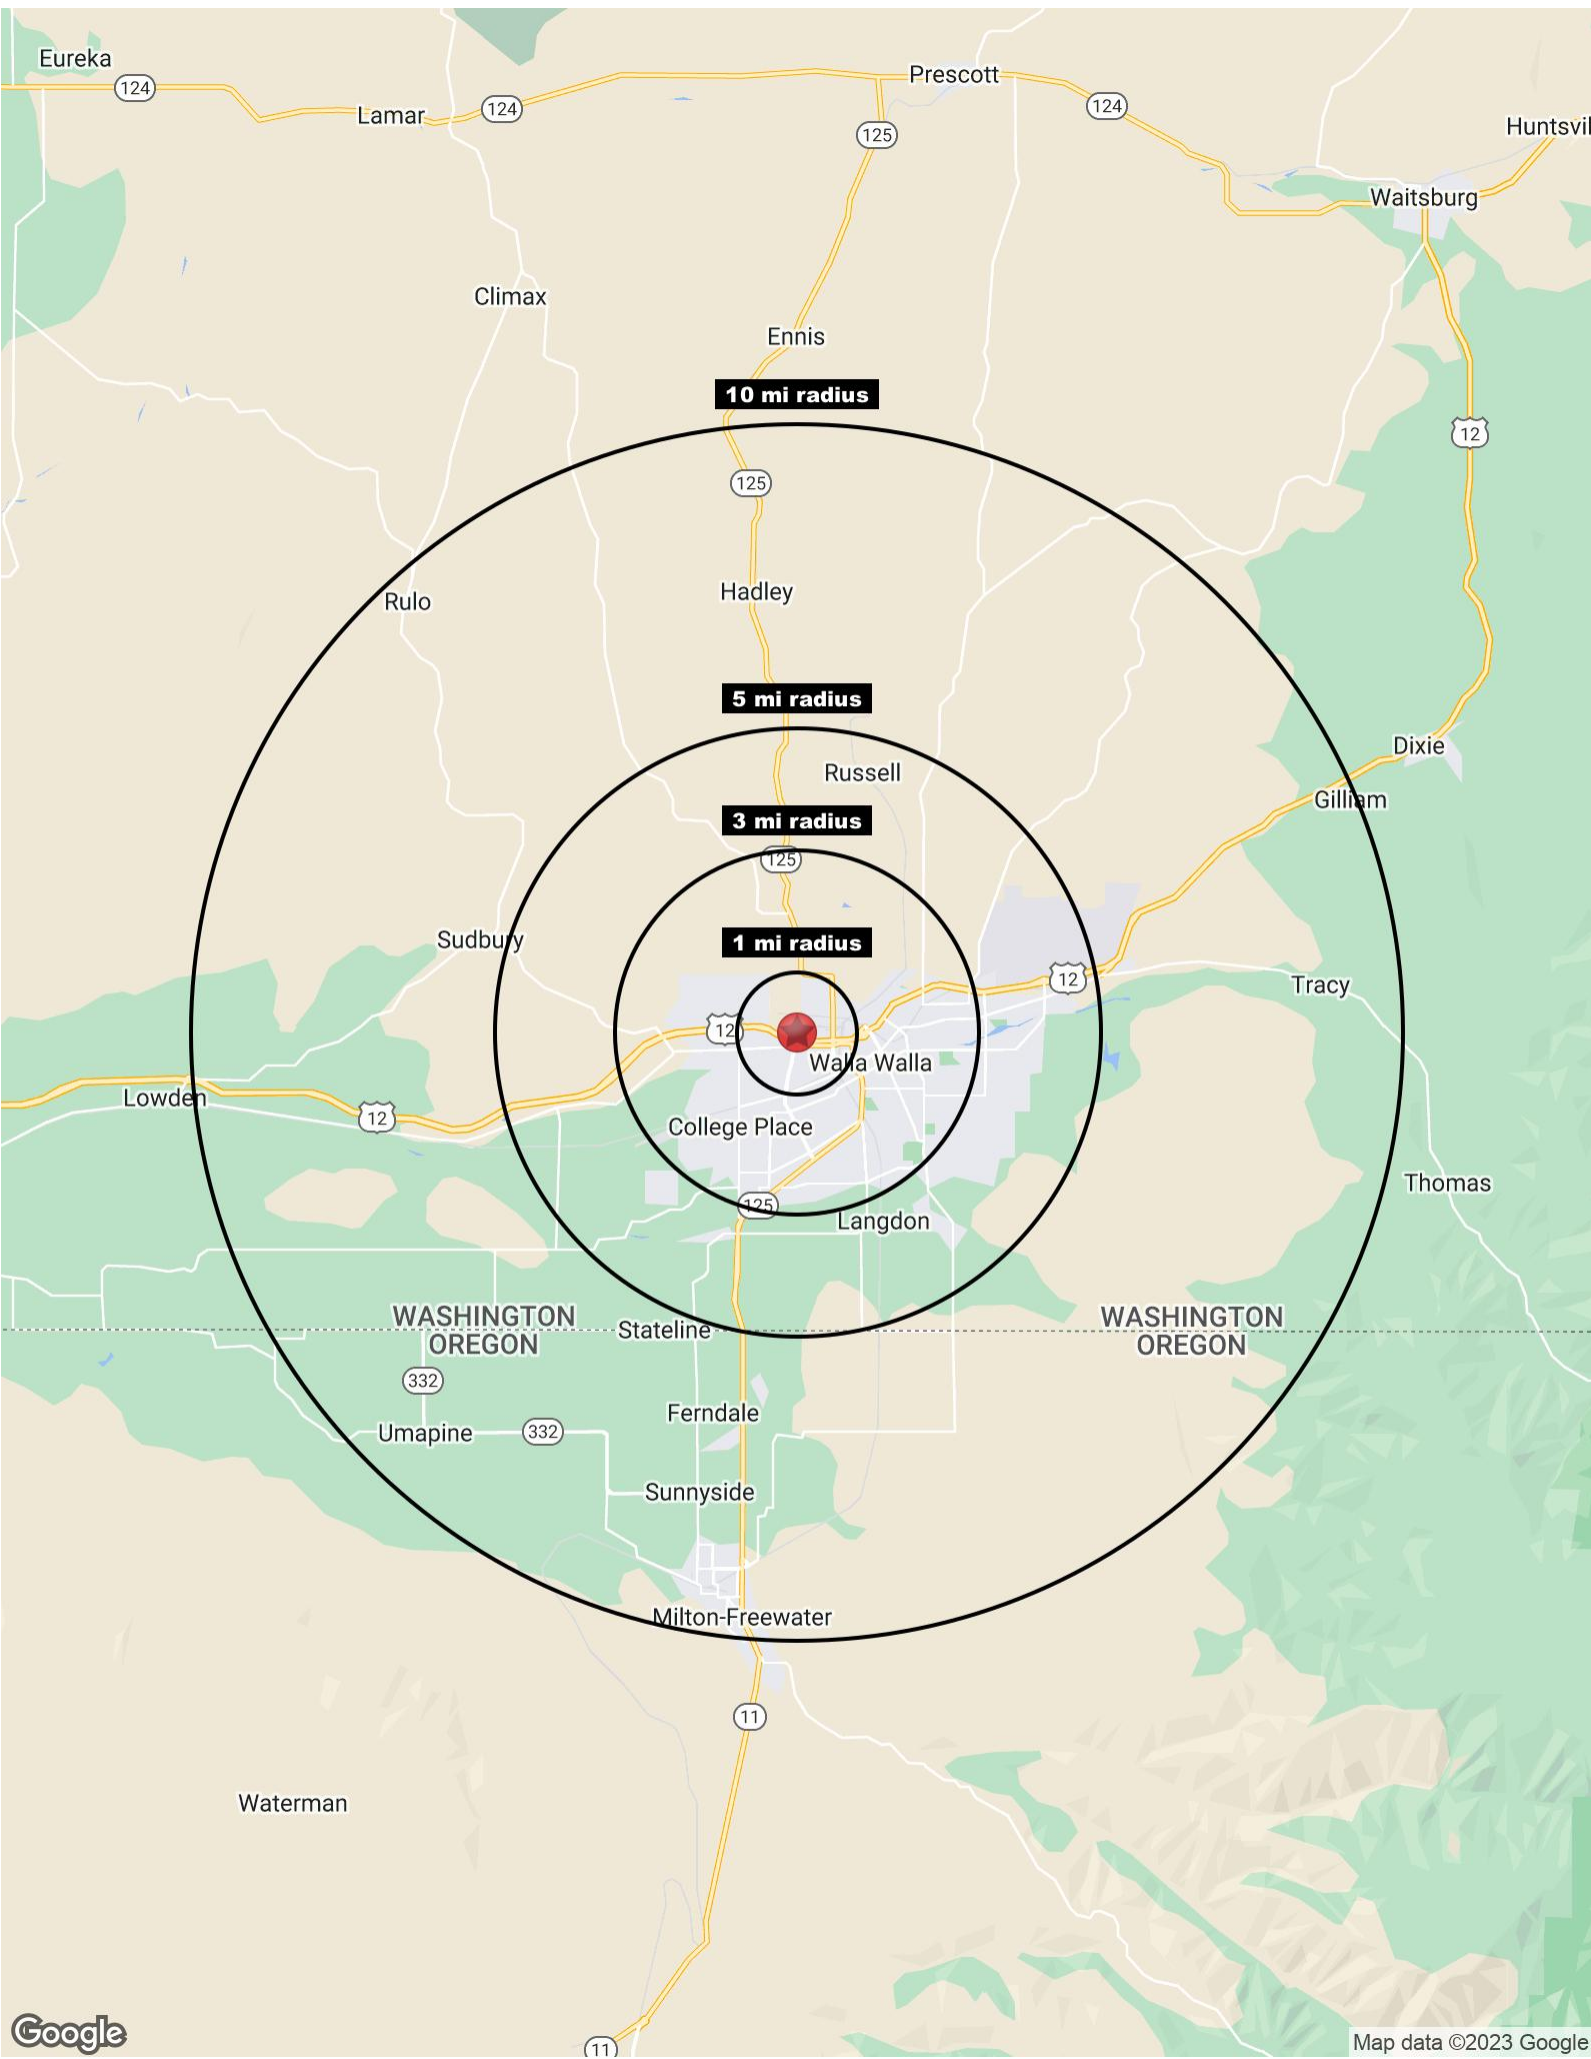 Eureka
Prescott
124
124
124
Lamar
Huntsvil
125
Waitsburg
Climax
Ennis
10 mi radius
12
125
Hadley
Rulo
5 mi radius
Dixie
Russell
Gilliam
3 mi radius
125
Sudbury
1 mi radius
12
Tracy
12
Walla Walla
Lowden
12
College Place
Thomas
125
Langdon
WASHINGTON
OREGON
Stateline
WASHINGTON
OREGON
332
Ferndale
Umapine
332
Sunnyside
Milton-Freewater
11
Waterman
Google
11
Map data ©2023 Google